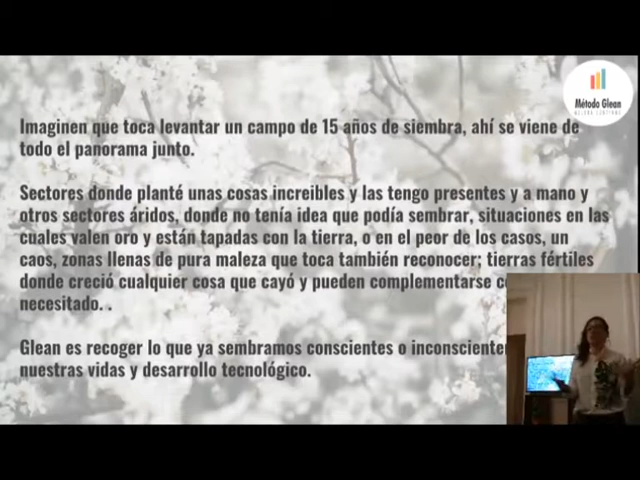 Método Glean
MEJORA CONTINUA
Imaginen que toca levantar un campo de 15 años de siembra, ahí se viene de
todo el panorama junto.
Sectores donde planté unas cosas increibles y las tengo presentes y a mano y
otros sectores áridos, donde no tenía idea que podía sembrar, situaciones en las
cuales valen oro y están tapadas con la tierra, o en el peor de los casos, un
caos, zonas llenas de pura maleza que toca también reconocer; tierras fértiles
donde creció cualquier cosa que cayó y pueden complementarse
necesitado. .
Glean es recoger lo que ya sembramos conscientes o
nuestras vidas y desarrollo tecnológico.